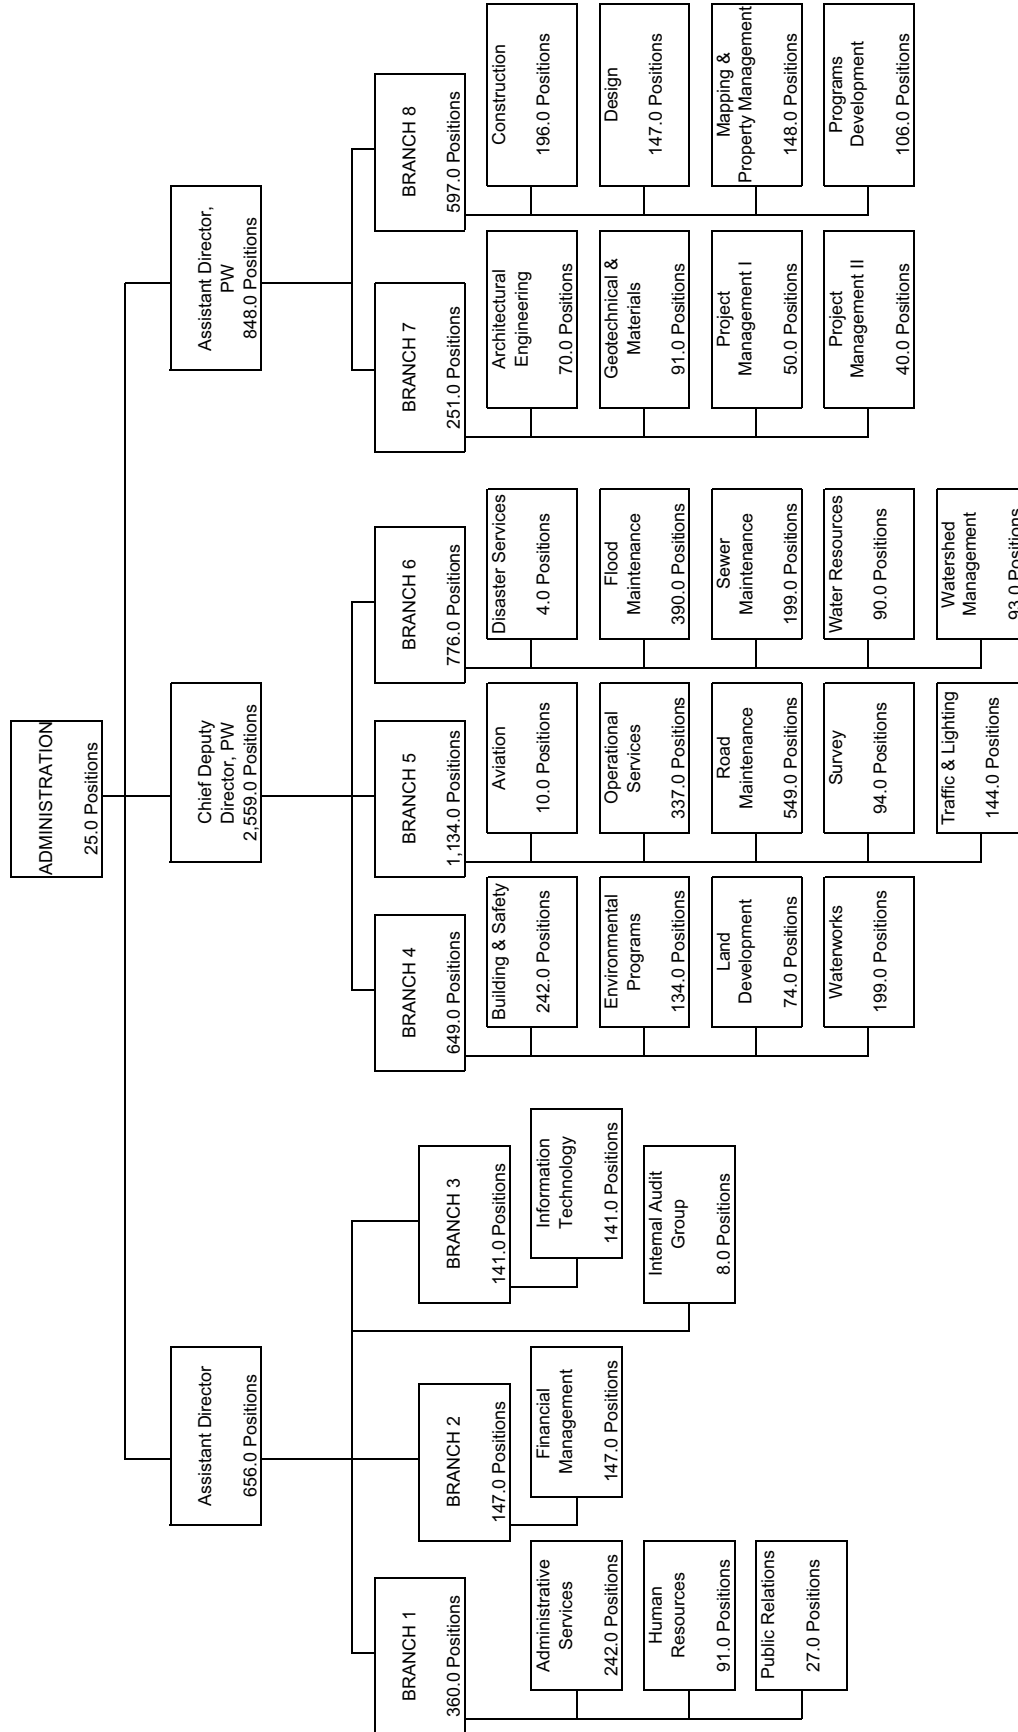 ADMINISTRATION
25.0 Positions
Assistant Director
656.0 Positions
Chief Deputy
Director, PW
2,559.0 Positions
Assistant Director,
PW
848.0 Positions
BRANCH 1
360.0 Positions
Administrative
Services
242.0 Positions
Human
Resources
91.0 Positions
Public Relations
27.0 Positions
BRANCH 2
147.0 Positions
Financial
Management
147.0 Positions
BRANCH 3
141.0 Positions
Information
Technology
141.0 Positions
Internal Audit
Group
8.0 Positions
BRANCH 4
649.0 Positions
Building & Safety
242.0 Positions
Environmental
Programs
134.0 Positions
Land
Development
74.0 Positions
Waterworks
199.0 Positions
BRANCH 5
1,134.0 Positions
Aviation
10.0 Positions
Operational
Services
337.0 Positions
Road
Maintenance
549.0 Positions
Survey
94.0 Positions
Traffic & Lighting
144.0 Positions
BRANCH 6
776.0 Positions
Disaster Services
4.0 Positions
Flood
Maintenance
390.0 Positions
Sewer
Maintenance
199.0 Positions
Water Resources
90.0 Positions
Watershed
Management
93.0 Positions
BRANCH 7
251.0 Positions
Architectural
Engineering
70.0 Positions
Geotechnical &
Materials
91.0 Positions
Project
Management I
50.0 Positions
Project
Management II
40.0 Positions
BRANCH 8
597.0 Positions
Construction
196.0 Positions
Design
147.0 Positions
Mapping &
Property Management
148.0 Positions
Programs
Development
106.0 Positions